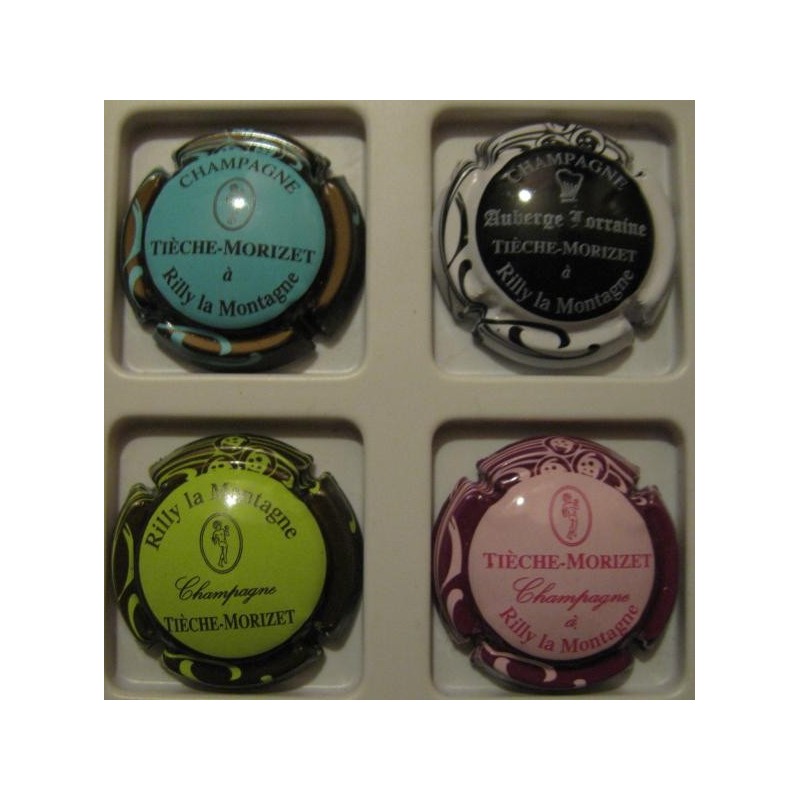 CHAMPAGNE
TIÈCHE-MORIZET
à
Rilly la Montagne
CHAMPAGNE
Auberge Lorraine
TIÈCHE-MORIZET
à
Rilly la Montagne
Rilly la Montagne
Champagne
TIÈCHE-MORIZET
TIÈCHE-MORIZET
Champagne
à
Rilly la Montagne